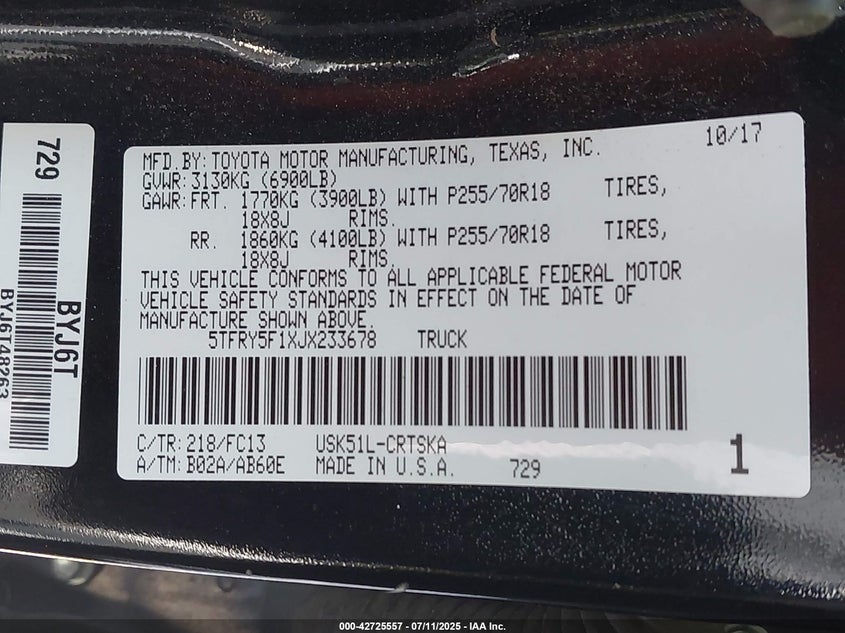 729
BYJ6T
BYJ6T48263
MFD.BY:TOYOTA MOTOR MANUFACTURING, TEXAS, INC. 10/17
GVWR:3130KG (6900LB)
GAWR:FRT. 1770KG (3900LB) WITH P255/70R18 TIRES,
18X8J RIMS.
RR. 1860KG (4100LB) WITH P255/70R18 TIRES,
18X8J RIMS.
THIS VEHICLE CONFORMS TO ALL APPLICABLE FEDERAL MOTOR
VEHICLE SAFETY STANDARDS IN EFFECT ON THE DATE OF
MANUFACTURE SHOWN ABOVE.
5TFRY5F1XJX233678 TRUCK
C/TR:218/FC13 USK51L-CRTSKA
A/TM:B02A/AB60E MADE IN U.S.A. 729 1
000-42725557 - 07/11/2025 - IAA Inc.